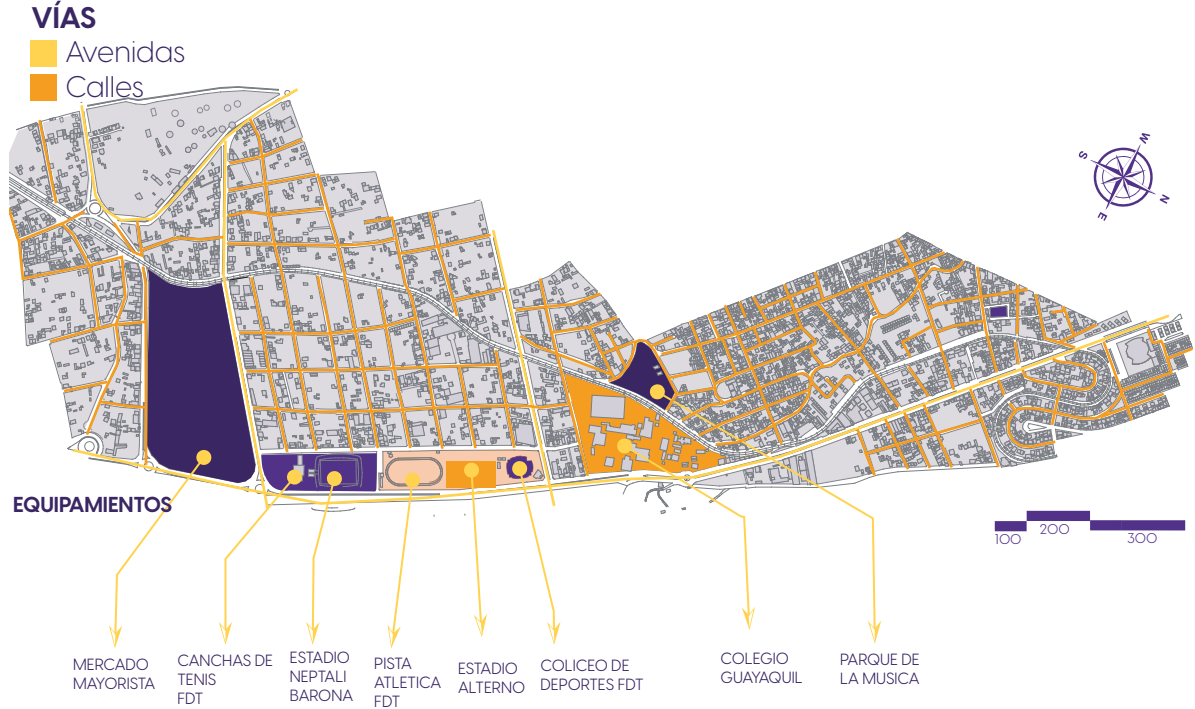 VÍAS
Avenidas
Calles
W
S
N
E
EQUIPAMIENTOS
100
200
300
MERCADO
MAYORISTA
CANCHAS DE
TENIS
FDT
ESTADIO
NEPTALI
BARONA
PISTA
ATLETICA
FDT
ESTADIO
ALTERNO
COLICEO DE
DEPORTES FDT
COLEGIO
GUAYAQUIL
PARQUE DE
LA MUSICA